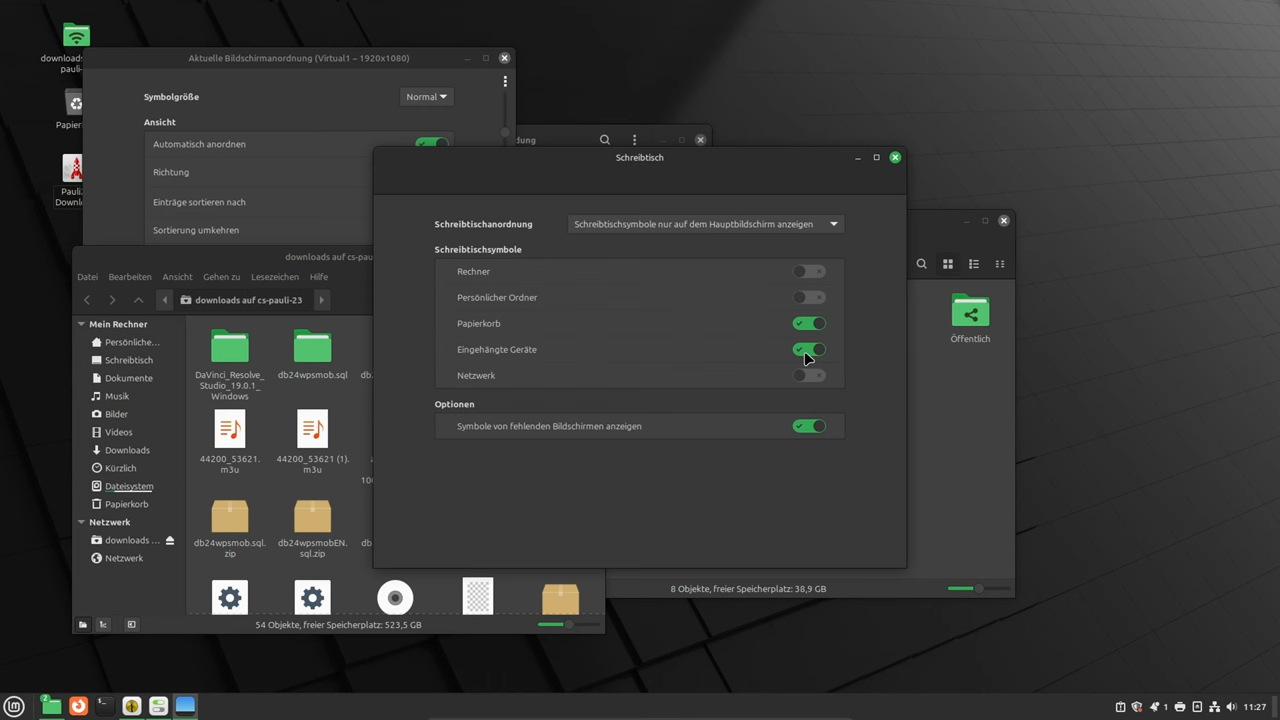 downloads
pauli-
Papier
Pauli
Downlo
Aktuelle Bildschirmanordnung (Virtual1 – 1920x1080)
Symbolgröße
Normal
Ansicht
Automatisch anordnen
Richtung
Einträge sortieren nach
Sortierung umkehren
dung
Schreibtisch
Schreibtischanordnung
Schreibtischsymbole nur auf dem Hauptbildschirm anzeigen
Schreibtischsymbole
Rechner
Persönlicher Ordner
Papierkorb
Eingehängte Geräte
Netzwerk
Optionen
Symbole von fehlenden Bildschirmen anzeigen
downloads auf cs-pau
Datei Bearbeiten Ansicht Gehen zu Lesezeichen Hilfe
downloads auf cs-pauli-23
Mein Rechner
Persönliche...
Schreibtisch
Dokumente
Musik
Bilder
Videos
Downloads
Kürzlich
Dateisystem
Papierkorb
Netzwerk
downloads ...
Netzwerk
DaVinci_Resolve_
Studio_19.0.1_
Windows
db24wpsmob.sql
44200_53621.
m3u
44200_53621 (1).
m3u
db24wpsmob.sql.
zip
db24wpsmobEN.
sql.zip
54 Objekte, freier Speicherplatz: 523,5 GB
Öffentlich
8 Objekte, freier Speicherplatz: 38,9 GB
2
1
11:27